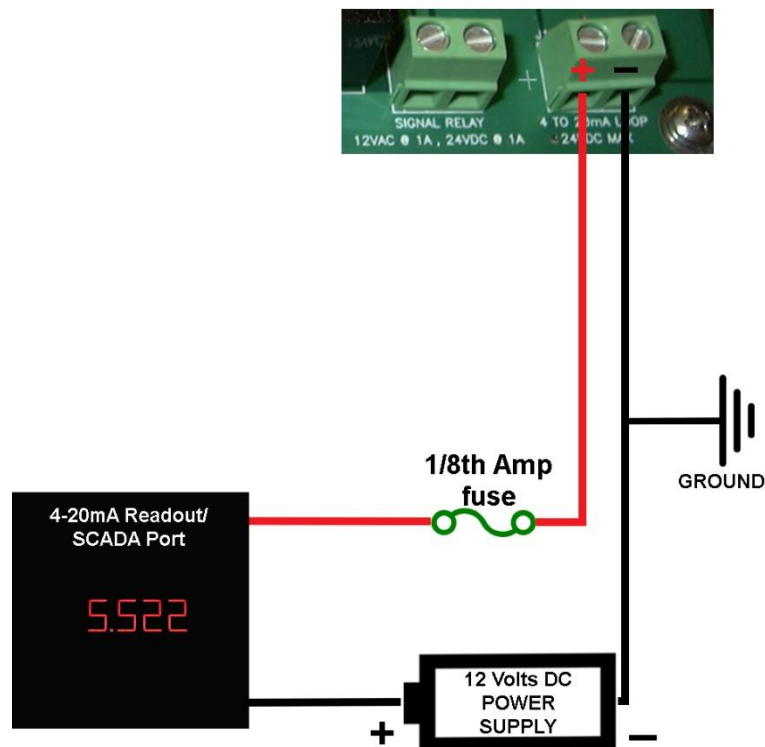 15VAC
+ −
SIGNAL RELAY
12VAC @ 1A , 24VDC @ 1A
4 TO 20mA LOOP
24VDC MAX
1/8th Amp
fuse
GROUND
4-20mA Readout/
SCADA Port
5.522
12 Volts DC
POWER
SUPPLY
+ −